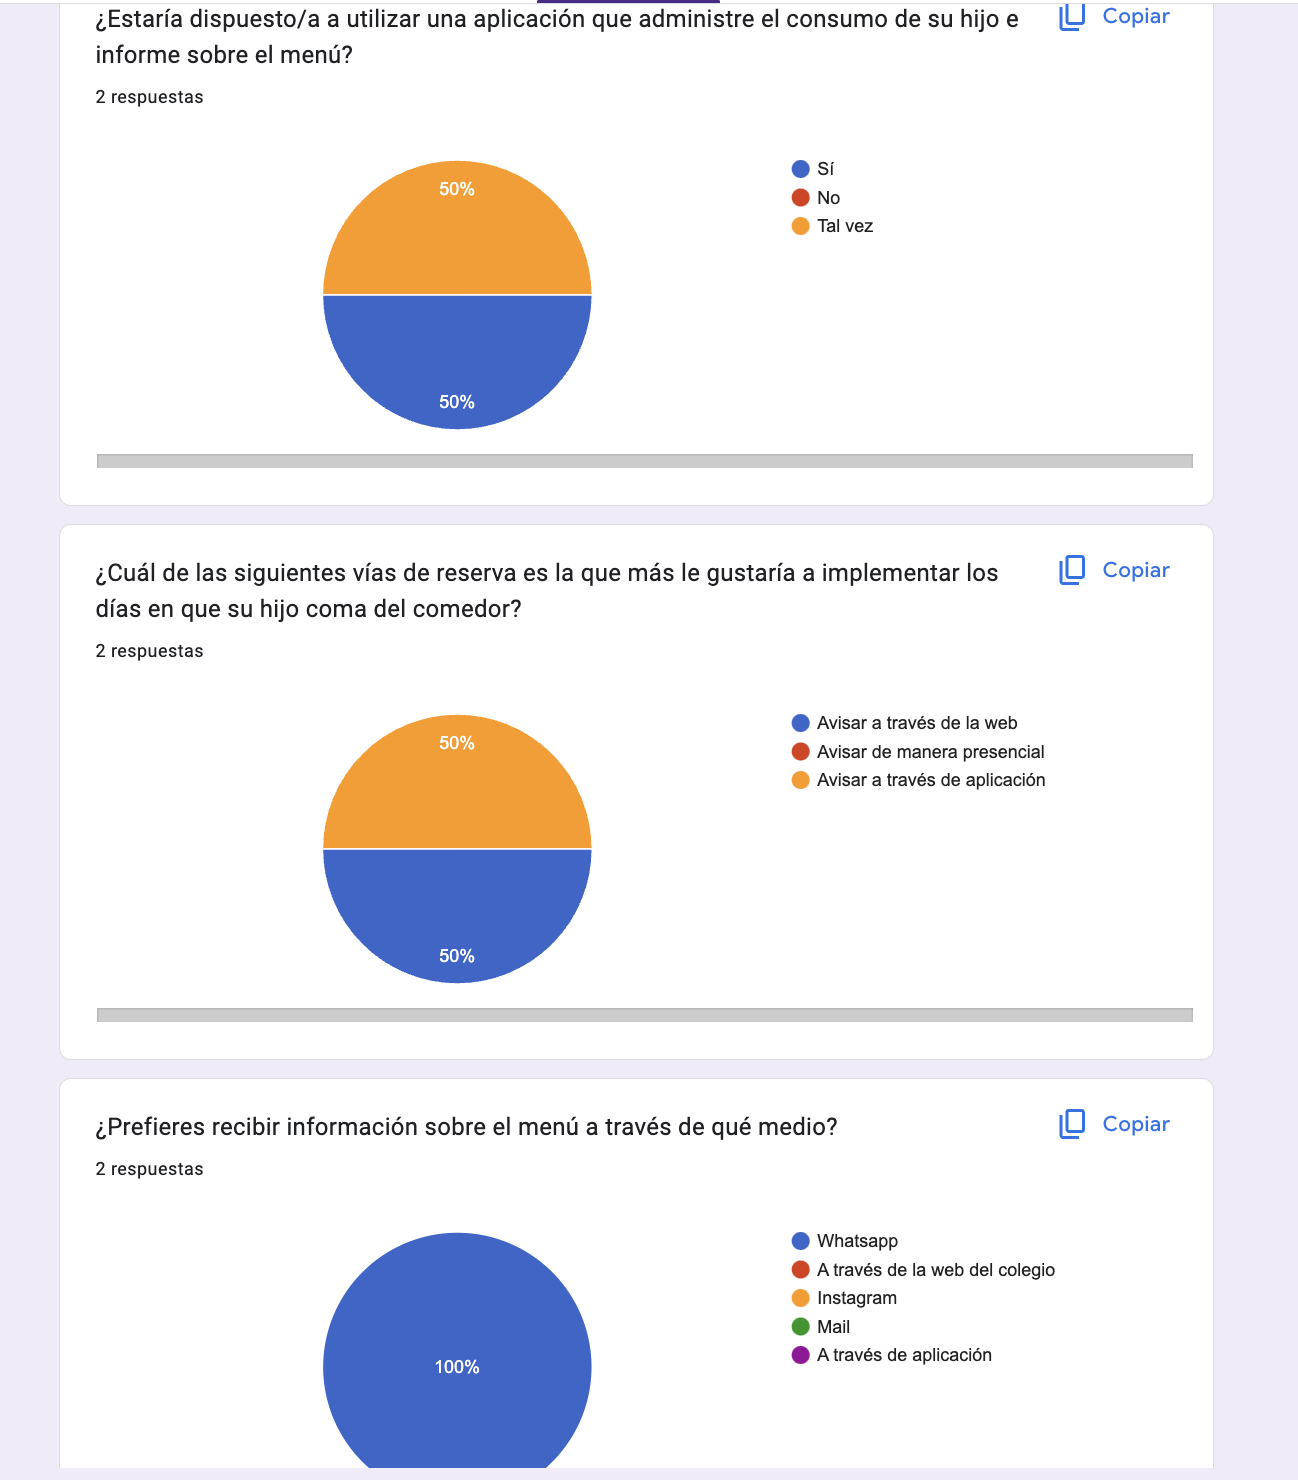 ¿Estaría dispuesto/a a utilizar una aplicación que administre el consumo de su hijo e
informe sobre el menú?
Copiar
2 respuestas
50%
50%
Sí
No
Tal vez
¿Cuál de las siguientes vías de reserva es la que más le gustaría a implementar los
días en que su hijo coma del comedor?
Copiar
2 respuestas
50%
50%
Avisar a través de la web
Avisar de manera presencial
Avisar a través de aplicación
¿Prefieres recibir información sobre el menú a través de qué medio?
Copiar
2 respuestas
100%
Whatsapp
A través de la web del colegio
Instagram
Mail
A través de aplicación